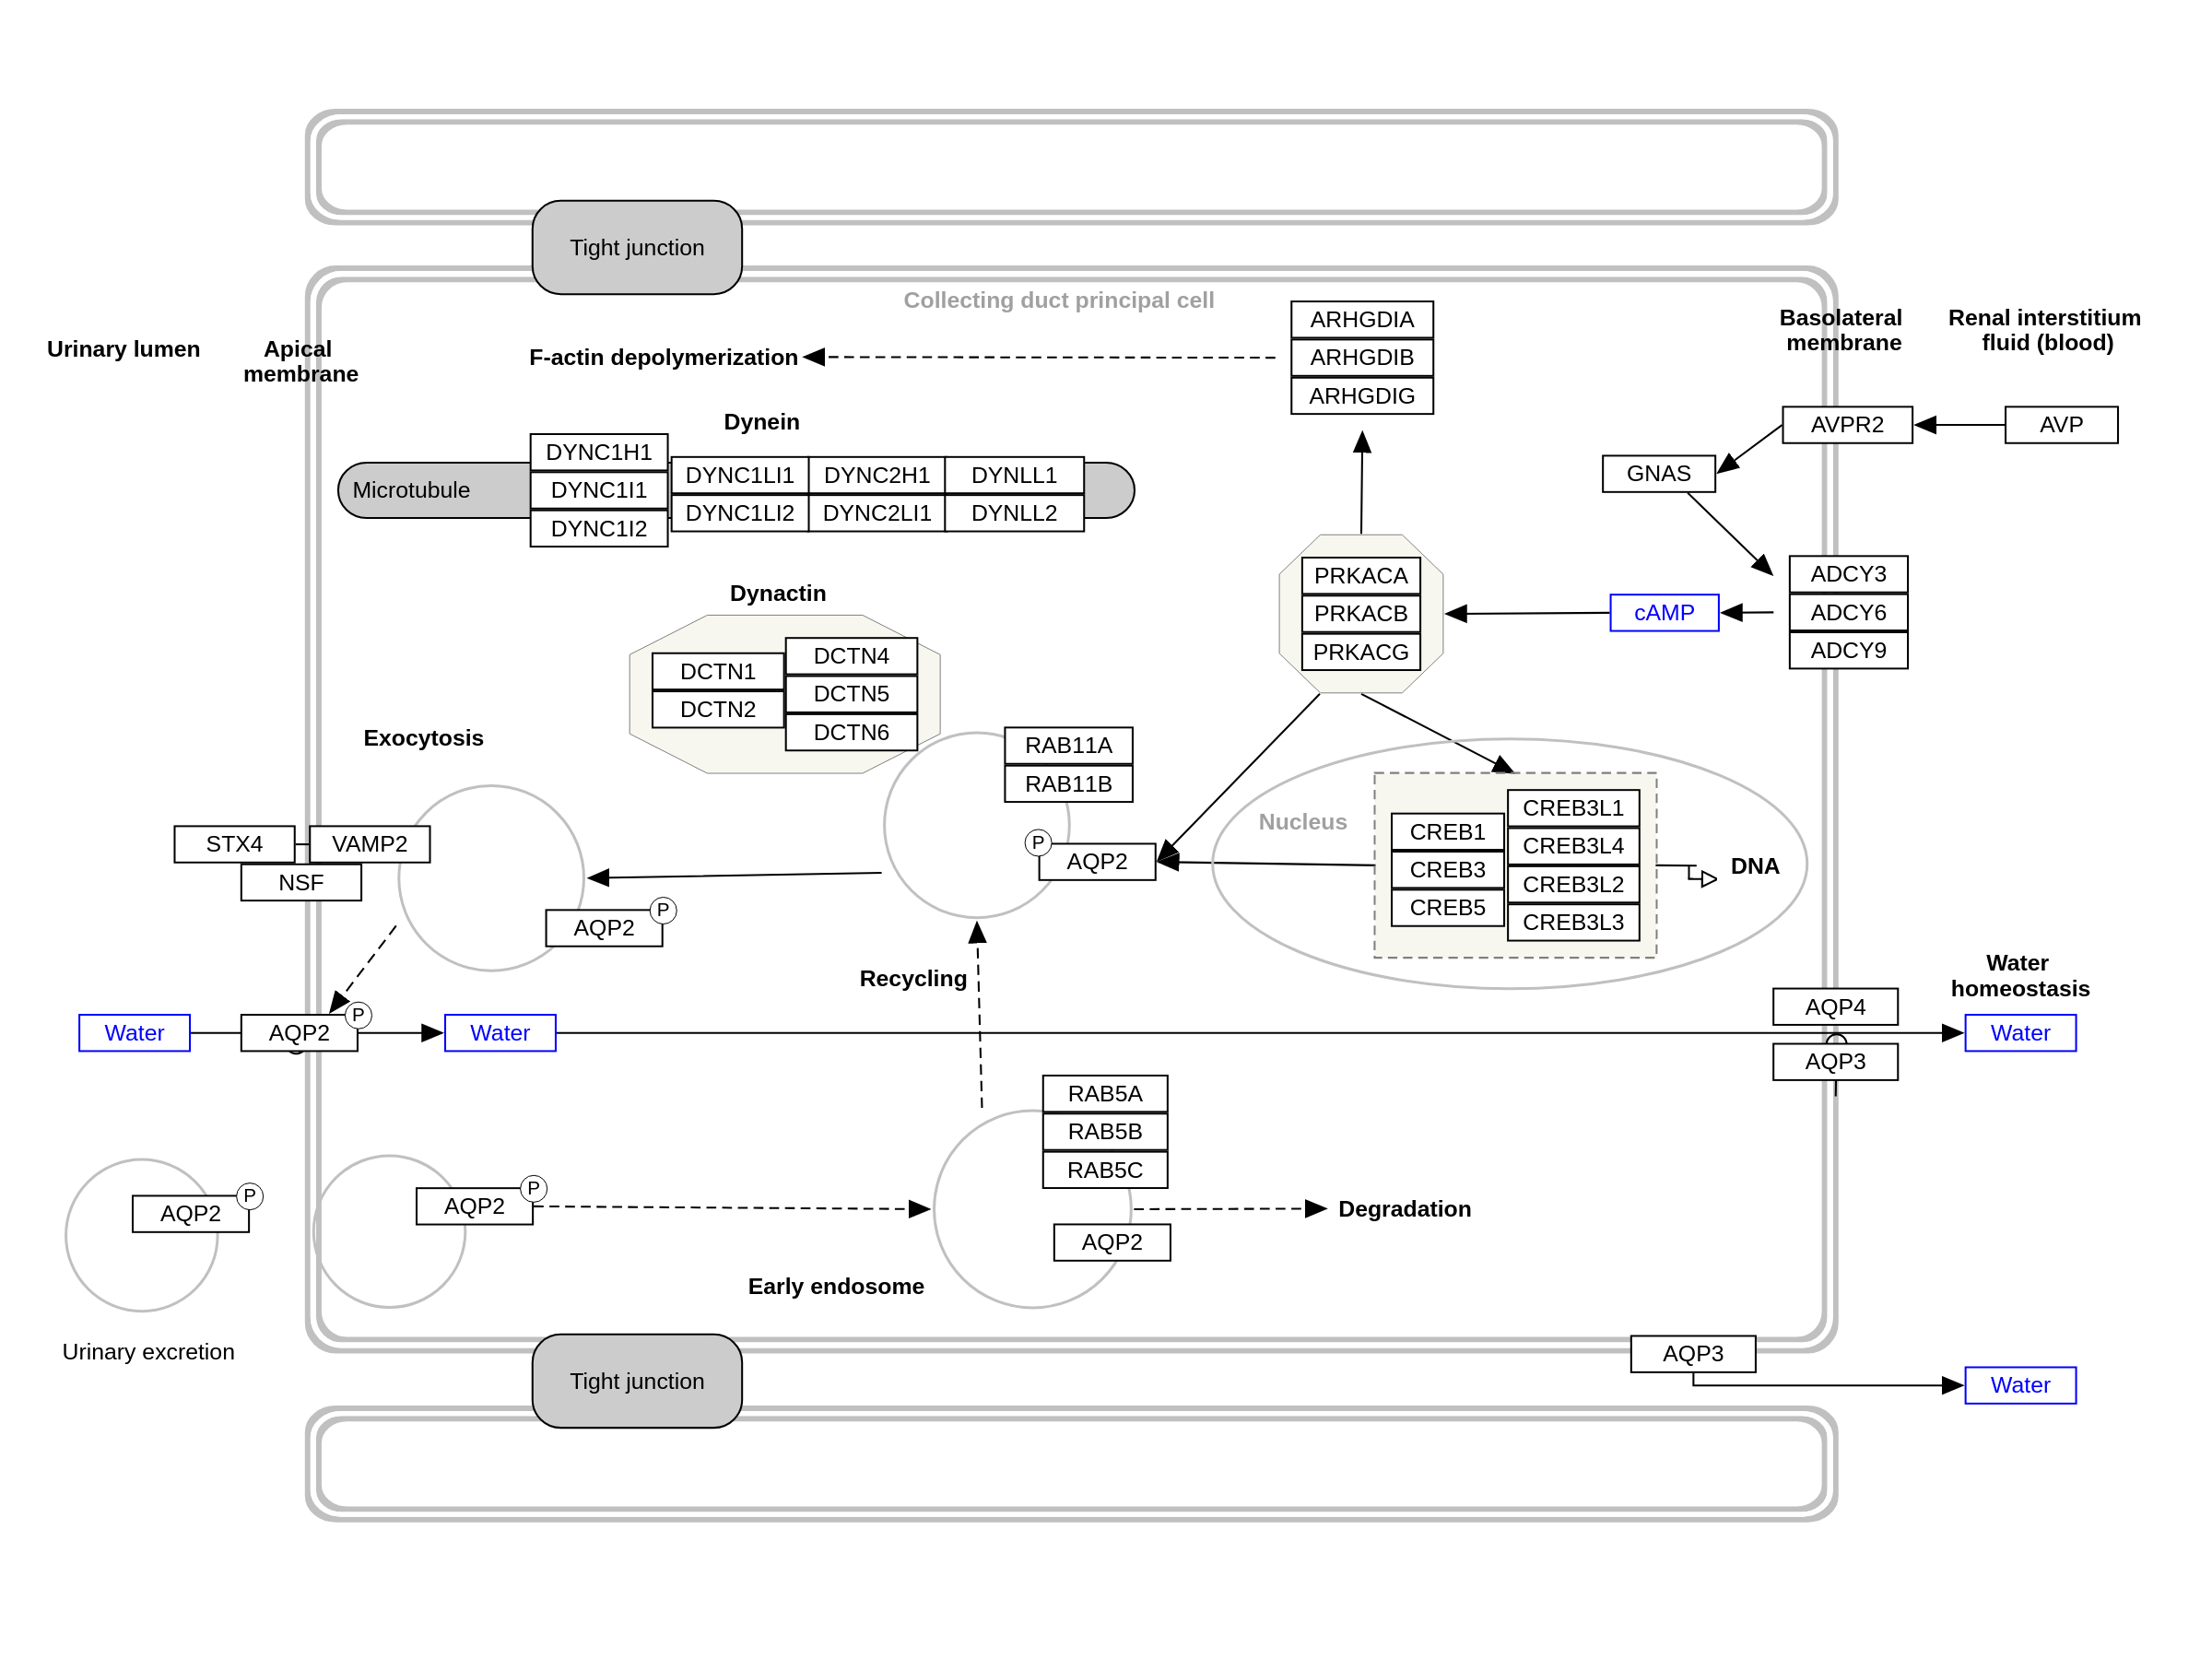 Tight junction
Collecting duct principal cell
Urinary lumen
Apical
membrane
F-actin depolymerization
ARHGDIA
ARHGDIB
ARHGDIG
Basolateral
membrane
Renal interstitium
fluid (blood)
AVPR2
AVP
GNAS
Dynein
Microtubule
DYNC1H1
DYNC1I1
DYNC1I2
DYNC1LI1
DYNC2H1
DYNLL1
DYNC1LI2
DYNC2LI1
DYNLL2
ADCY3
ADCY6
ADCY9
cAMP
PRKACA
PRKACB
PRKACG
Dynactin
DCTN1
DCTN2
DCTN4
DCTN5
DCTN6
Exocytosis
RAB11A
RAB11B
P
AQP2
Nucleus
CREB1
CREB3
CREB5
CREB3L1
CREB3L4
CREB3L2
CREB3L3
DNA
STX4
VAMP2
NSF
AQP2
P
Recycling
Water
AQP2
P
Water
AQP4
AQP3
Water
homeostasis
Water
RAB5A
RAB5B
RAB5C
AQP2
P
AQP2
P
AQP2
Degradation
Early endosome
Urinary excretion
Tight junction
AQP3
Water